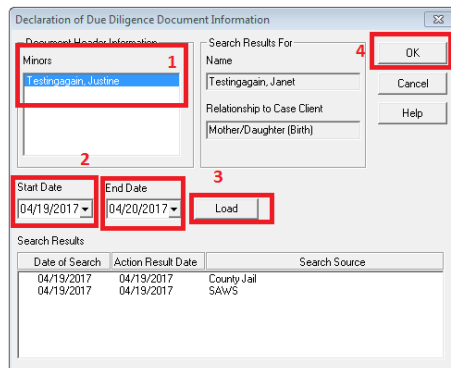 Declaration of Due Diligence Document Information
Document Header Information
Minors
1
Testingagain, Justine
Search Results For
Name
Testingagain, Janet
Relationship to Case Client
Mother/Daughter (Birth)
4
OK
Cancel
Help
2
3
Start Date
End Date
04/19/2017
04/20/2017
Load
Search Results
Date of Search Action Result Date Search Source
04/19/2017 04/19/2017 County Jail
04/19/2017 04/19/2017 SAWS